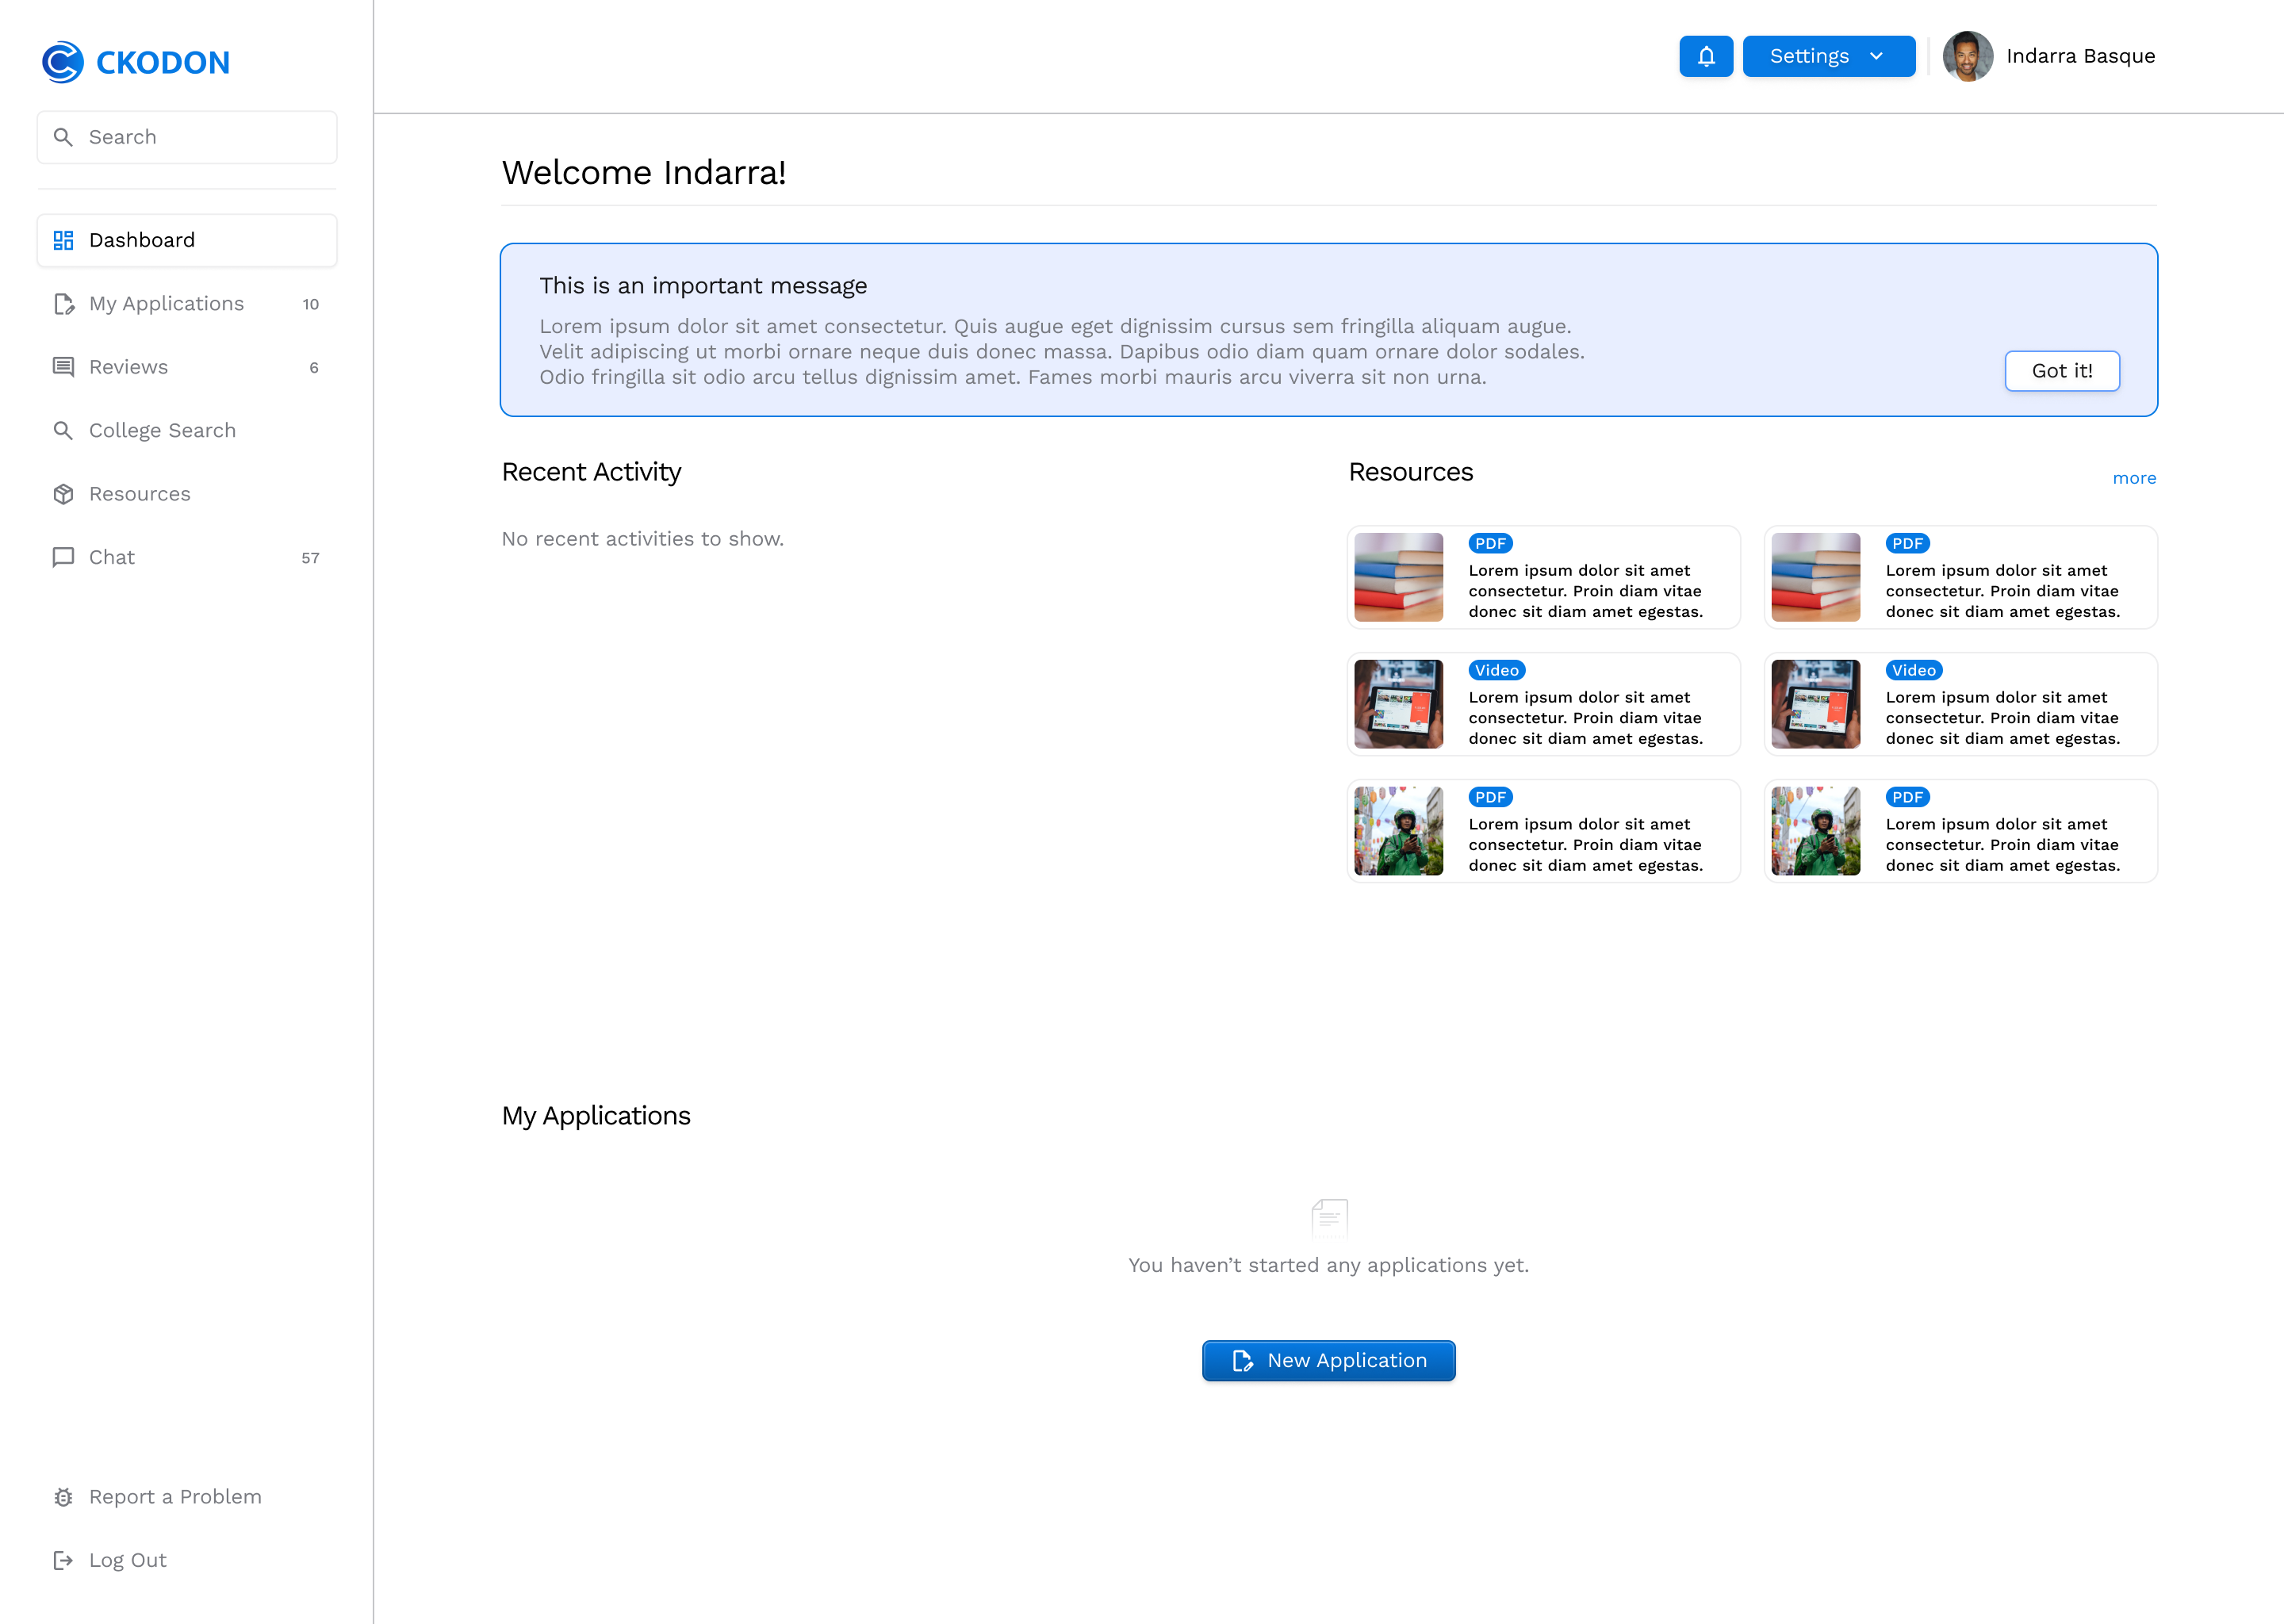 CKODON
Search
Dashboard
My Applications 10
Reviews 6
College Search
Resources
Chat 57
Report a Problem
Log Out
Settings
Indarra Basque
Welcome Indarra!
This is an important message
Lorem ipsum dolor sit amet consectetur. Quis augue eget dignissim cursus sem fringilla aliquam augue.
Velit adipiscing ut morbi ornare neque duis donec massa. Dapibus odio diam quam ornare dolor sodales.
Odio fringilla sit odio arcu tellus dignissim amet. Fames morbi mauris arcu viverra sit non urna.
Got it!
Recent Activity
No recent activities to show.
Resources
more
PDF
Lorem ipsum dolor sit amet
consectetur. Proin diam vitae
donec sit diam amet egestas.
PDF
Lorem ipsum dolor sit amet
consectetur. Proin diam vitae
donec sit diam amet egestas.
Video
Lorem ipsum dolor sit amet
consectetur. Proin diam vitae
donec sit diam amet egestas.
Video
Lorem ipsum dolor sit amet
consectetur. Proin diam vitae
donec sit diam amet egestas.
PDF
Lorem ipsum dolor sit amet
consectetur. Proin diam vitae
donec sit diam amet egestas.
PDF
Lorem ipsum dolor sit amet
consectetur. Proin diam vitae
donec sit diam amet egestas.
My Applications
You haven’t started any applications yet.
New Application